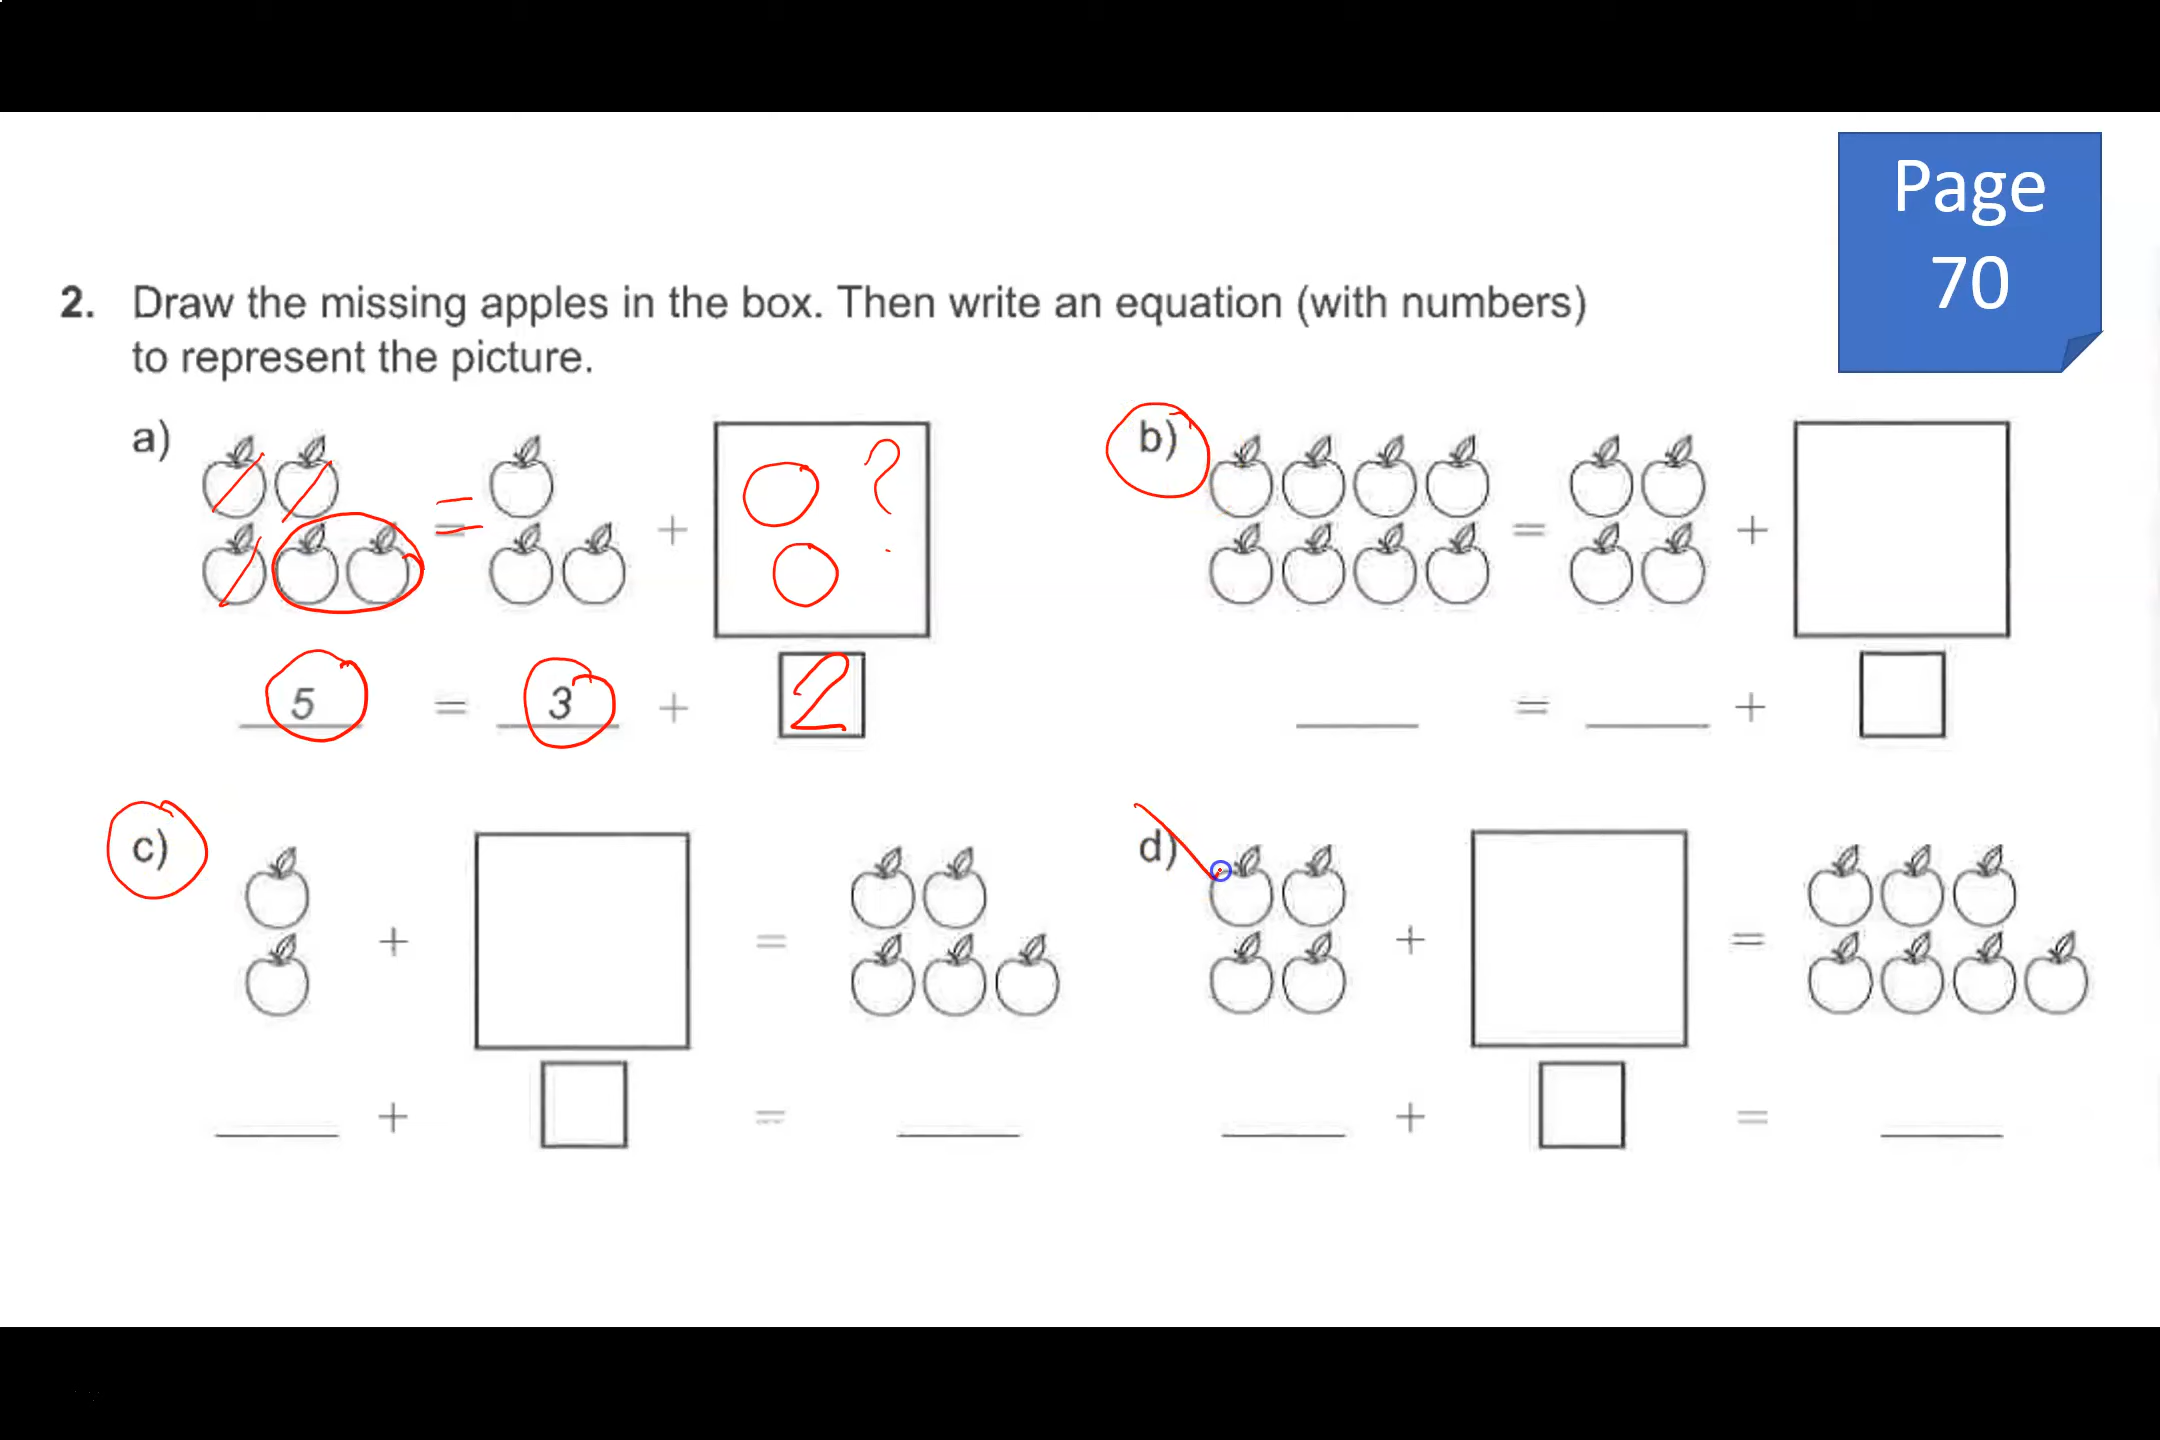 Page
70
2. Draw the missing apples in the box. Then write an equation (with numbers)
to represent the picture.
a) = + ?
5 = 3 + 2
b) = +
= +
c) + =
+ =
d) + =
+ =